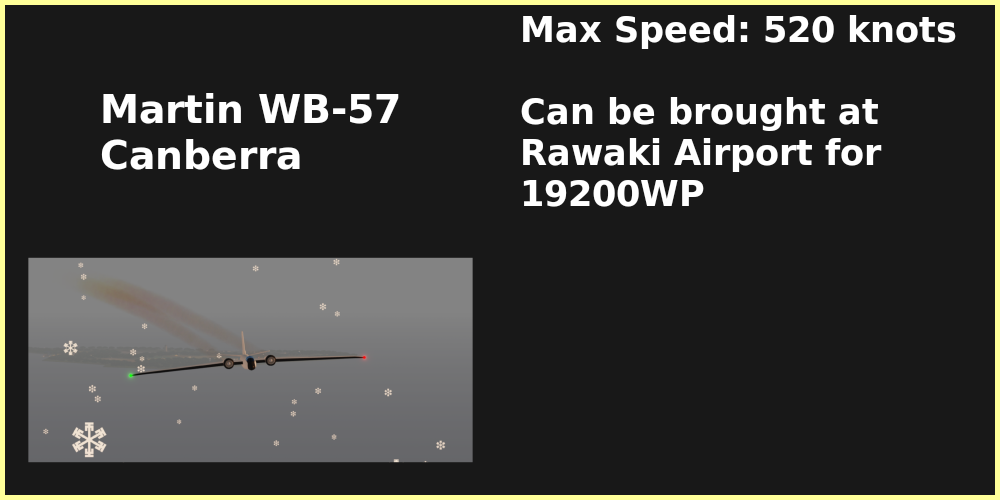 Max Speed: 520 knots
Martin WB-57
Canberra
Can be brought at
Rawaki Airport for
19200WP